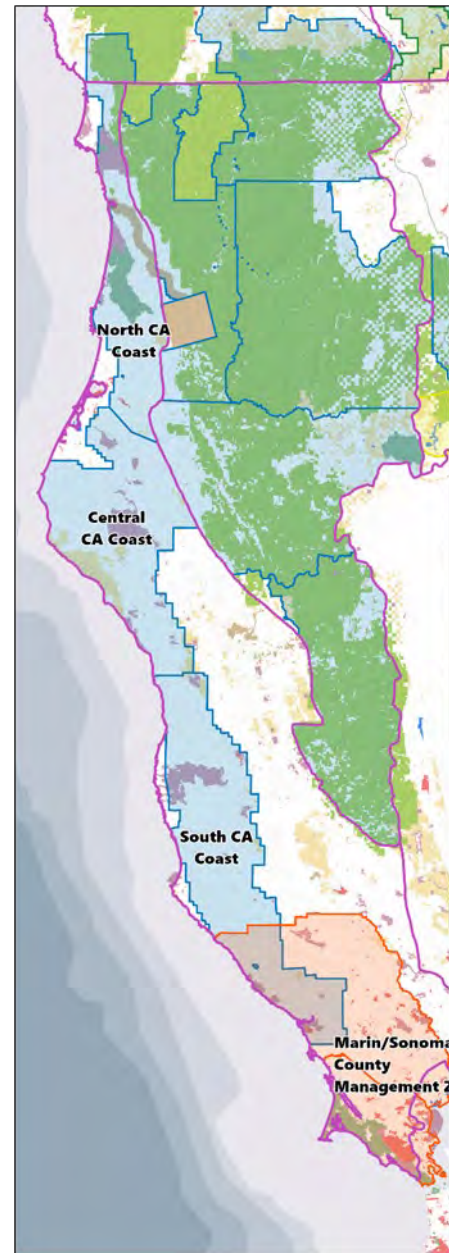 North CA
Coast
Central
CA Coast
South CA
Coast
Marin/Sonoma
County
Management Z